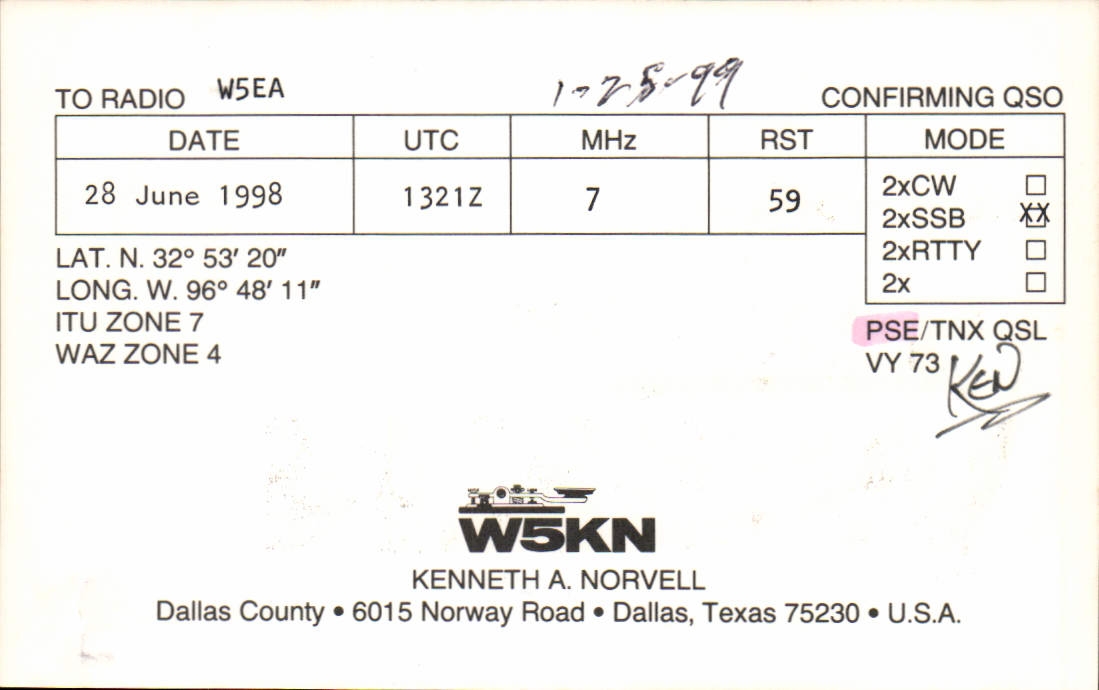 TO RADIO W5EA 1-25-99 CONFIRMING QSO
DATE UTC MHz RST MODE
28 June 1998 1321Z 7 59
2xCW
2xSSB XX
2xRTTY
2x
LAT. N. 32° 53′ 20″
LONG. W. 96° 48′ 11″
ITU ZONE 7
WAZ ZONE 4
PSE/TNX QSL
VY 73 KEN
W5KN
KENNETH A. NORVELL
Dallas County • 6015 Norway Road • Dallas, Texas 75230 • U.S.A.